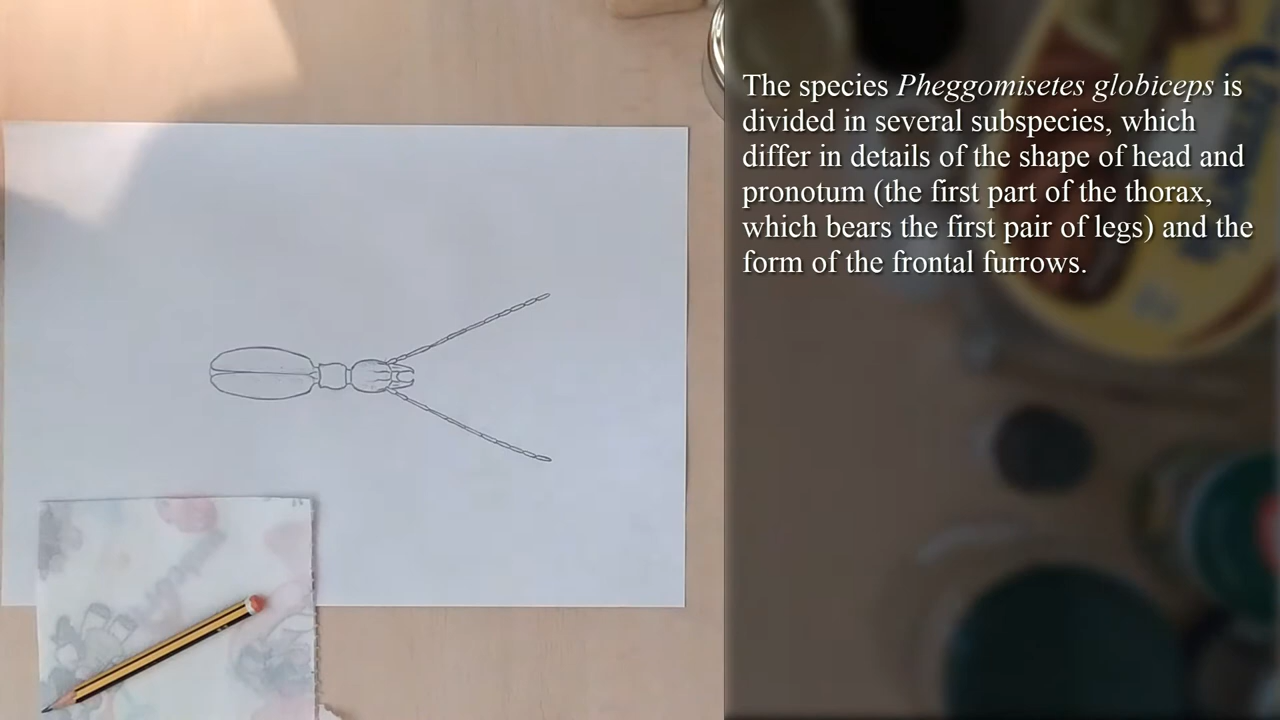 The species Pheggomisetes globiceps is
divided in several subspecies, which
differ in details of the shape of head and
pronotum (the first part of the thorax,
which bears the first pair of legs) and the
form of the frontal furrows.